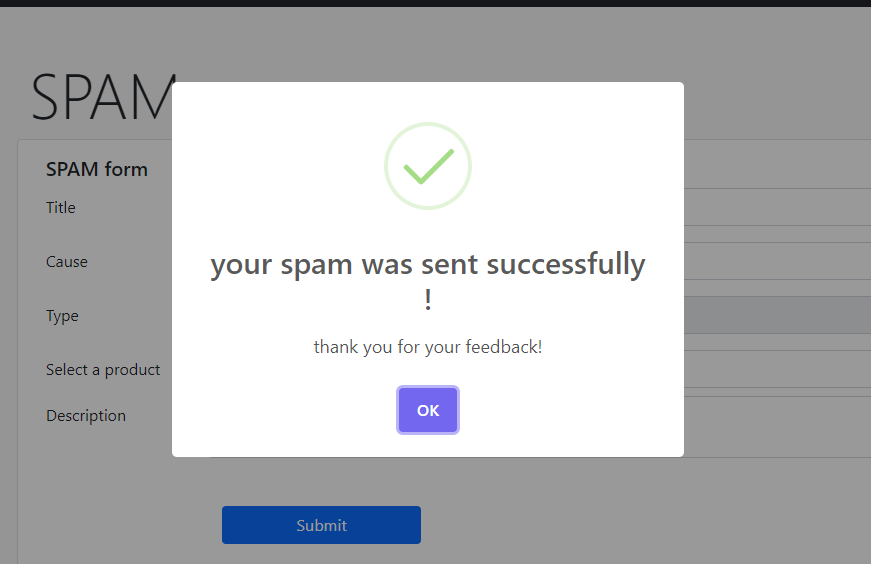 SPAM
SPAM form
Title
Cause
Type
Select a product
Description
your spam was sent successfully
!
thank you for your feedback!
OK
Submit